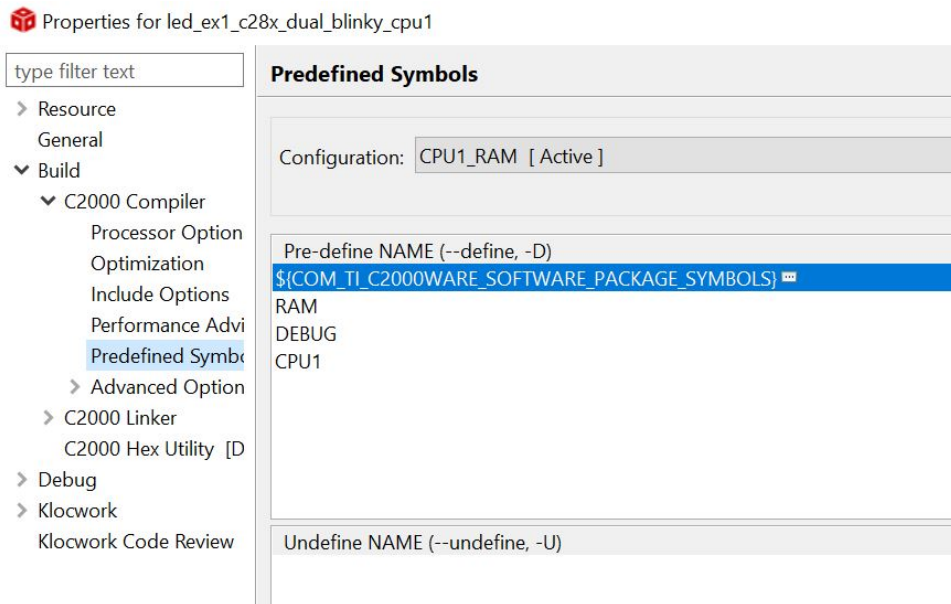 Properties for led_ex1_c28x_dual_blinky_cpu1
type filter text
Resource
General
Build
C2000 Compiler
Processor Option
Optimization
Include Options
Performance Advi
Predefined Symbo
Advanced Option
C2000 Linker
C2000 Hex Utility [D
Debug
Klocwork
Klocwork Code Review
Predefined Symbols
Configuration: CPU1_RAM [ Active ]
Pre-define NAME (--define, -D)
${COM_TI_C2000WARE_SOFTWARE_PACKAGE_SYMBOLS}
RAM
DEBUG
CPU1
Undefine NAME (--undefine, -U)